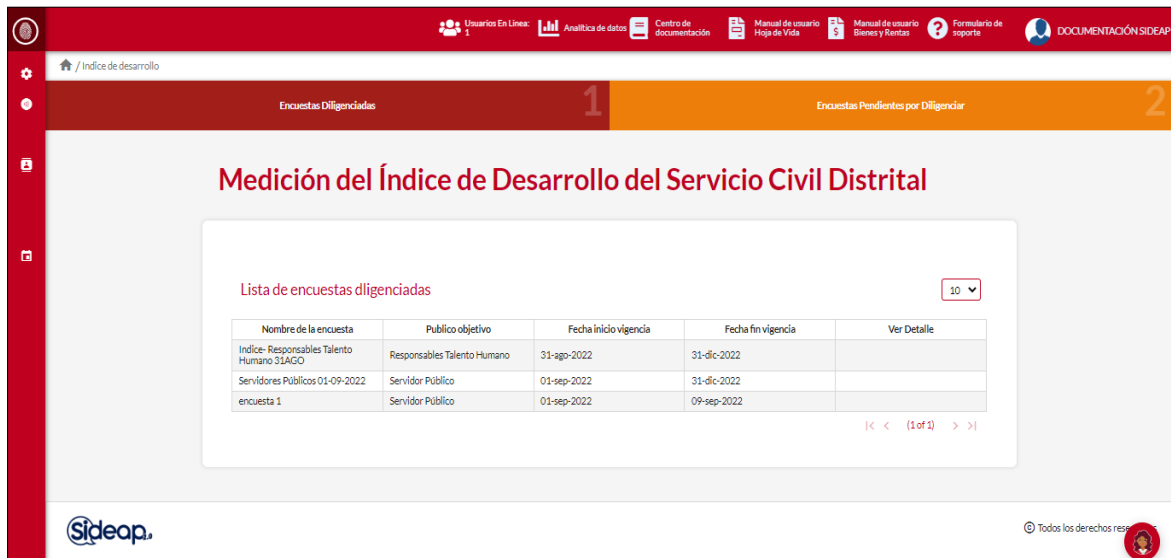 Usuarios En Linea:
1
Analítica de datos
Centro de
documentación
Manual de usuario
Hoja de Vida
Manual de usuario
Bienes y Rentas
Formulario de
soporte
DOCUMENTACIÓN SIDEAP
/ Indice de desarrollo
Encuestas Diligenciadas 1
Encuestas Pendientes por Diligenciar 2
Medición del Índice de Desarrollo del Servicio Civil Distrital
Lista de encuestas dligenciadas
10
Nombre de la encuesta Publico objetivo Fecha inicio vigencia Fecha fin vigencia Ver Detalle
Indice- Responsables Talento
Humano 31AGO
Responsables Talento Humano 31-ago-2022 31-dic-2022
Servidores Públicos 01-09-2022 Servidor Público 01-sep-2022 31-dic-2022
encuesta 1 Servidor Público 01-sep-2022 09-sep-2022
(1 of 1)
Sideap2.0
© Todos los derechos